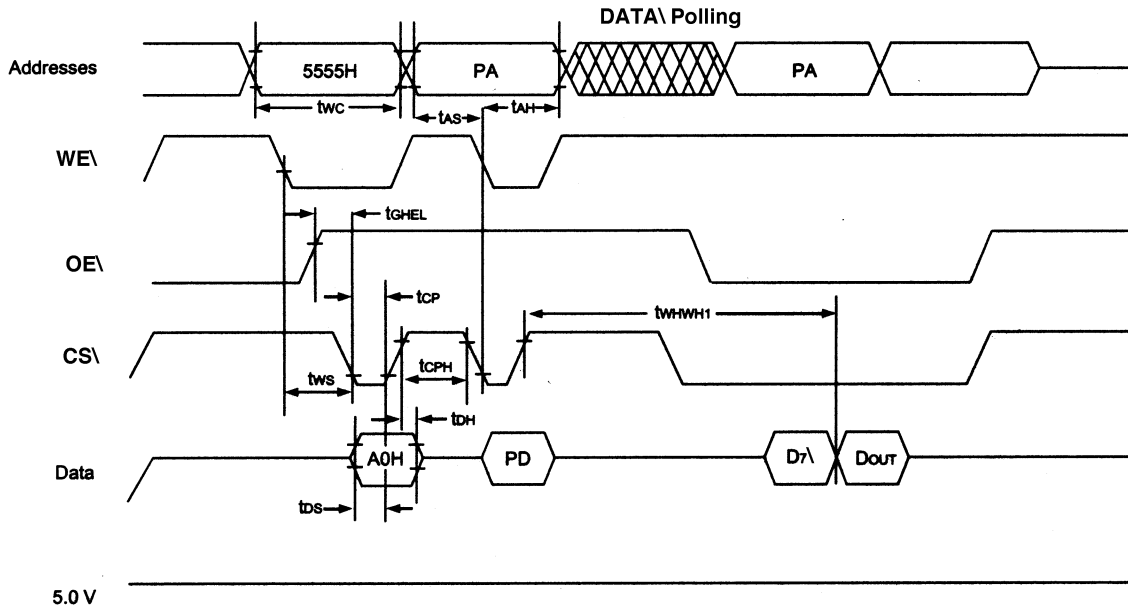 DATA\ Polling
Addresses
5555H
PA
PA
tWC
tAS
tAH
WE\
tGHEL
OE\
tCP
tWHWH1
CS\
tCPH
tWS
tDH
Data
A0H
PD
D7\
DOUT
tDS
5.0 V